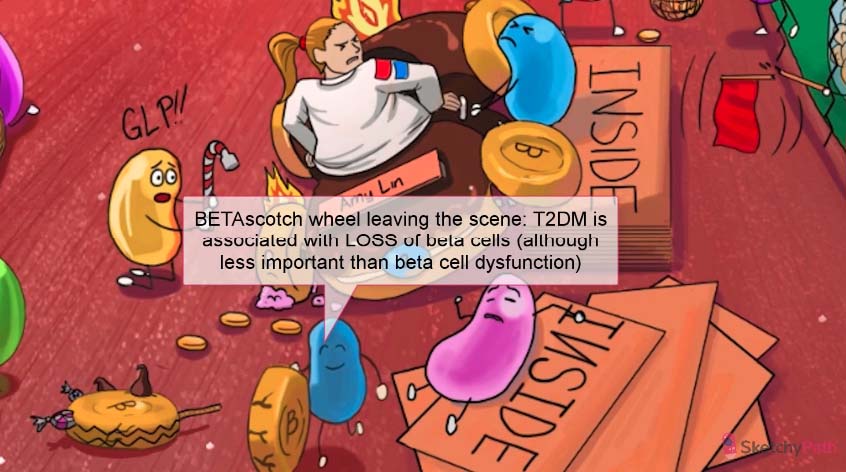 GLP!!
INSIDE
B
Amy Lin
BETAscotch wheel leaving the scene: T2DM is
associated with LOSS of beta cells (although
less important than beta cell dysfunction)
INSIDE
B
B
SketchyPath